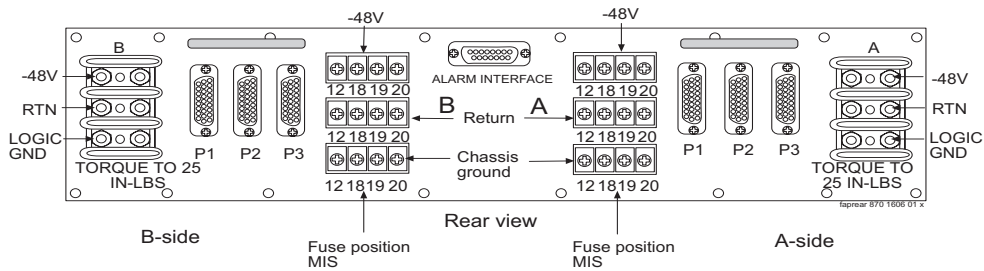 -48V
-48V
B
A
-48V
ALARM INTERFACE
-48V
12 18 19 20
12 18 19 20
RTN
B
Return
A
RTN
LOGIC
GND
12 18 19 20
12 18 19 20
LOGIC
GND
P1
P2
P3
Chassis
ground
P1
P2
P3
TORQUE TO 25
IN-LBS
TORQUE TO
25 IN-LBS
12 18 19 20
12 18 19 20
faprear 870 1606 01 x
Rear view
B-side
A-side
Fuse position
MIS
Fuse position
MIS